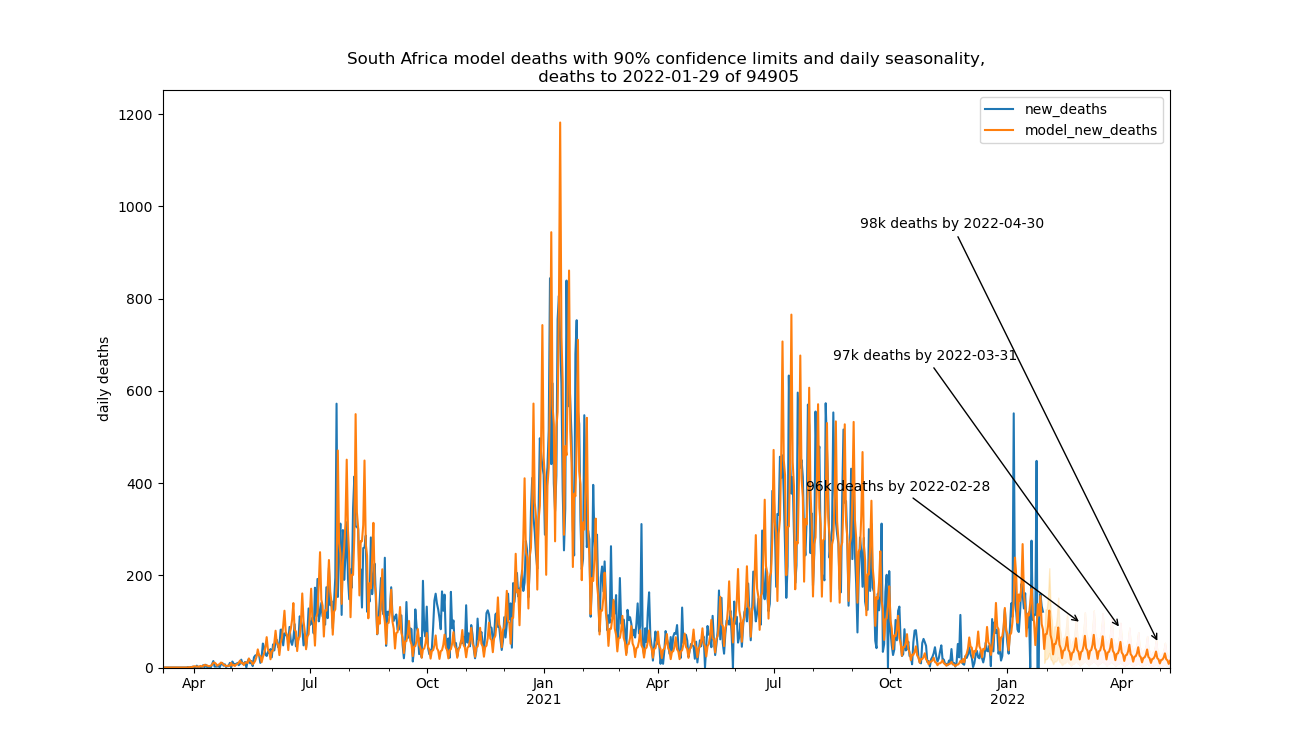 South Africa model deaths with 90% confidence limits and daily seasonality,
deaths to 2022-01-29 of 94905
new_deaths
model_new_deaths
daily deaths
1200
1000
800
600
400
200
0
98k deaths by 2022-04-30
97k deaths by 2022-03-31
96k deaths by 2022-02-28
Apr Jul Oct Jan Apr Jul Oct Jan Apr
2021 2022